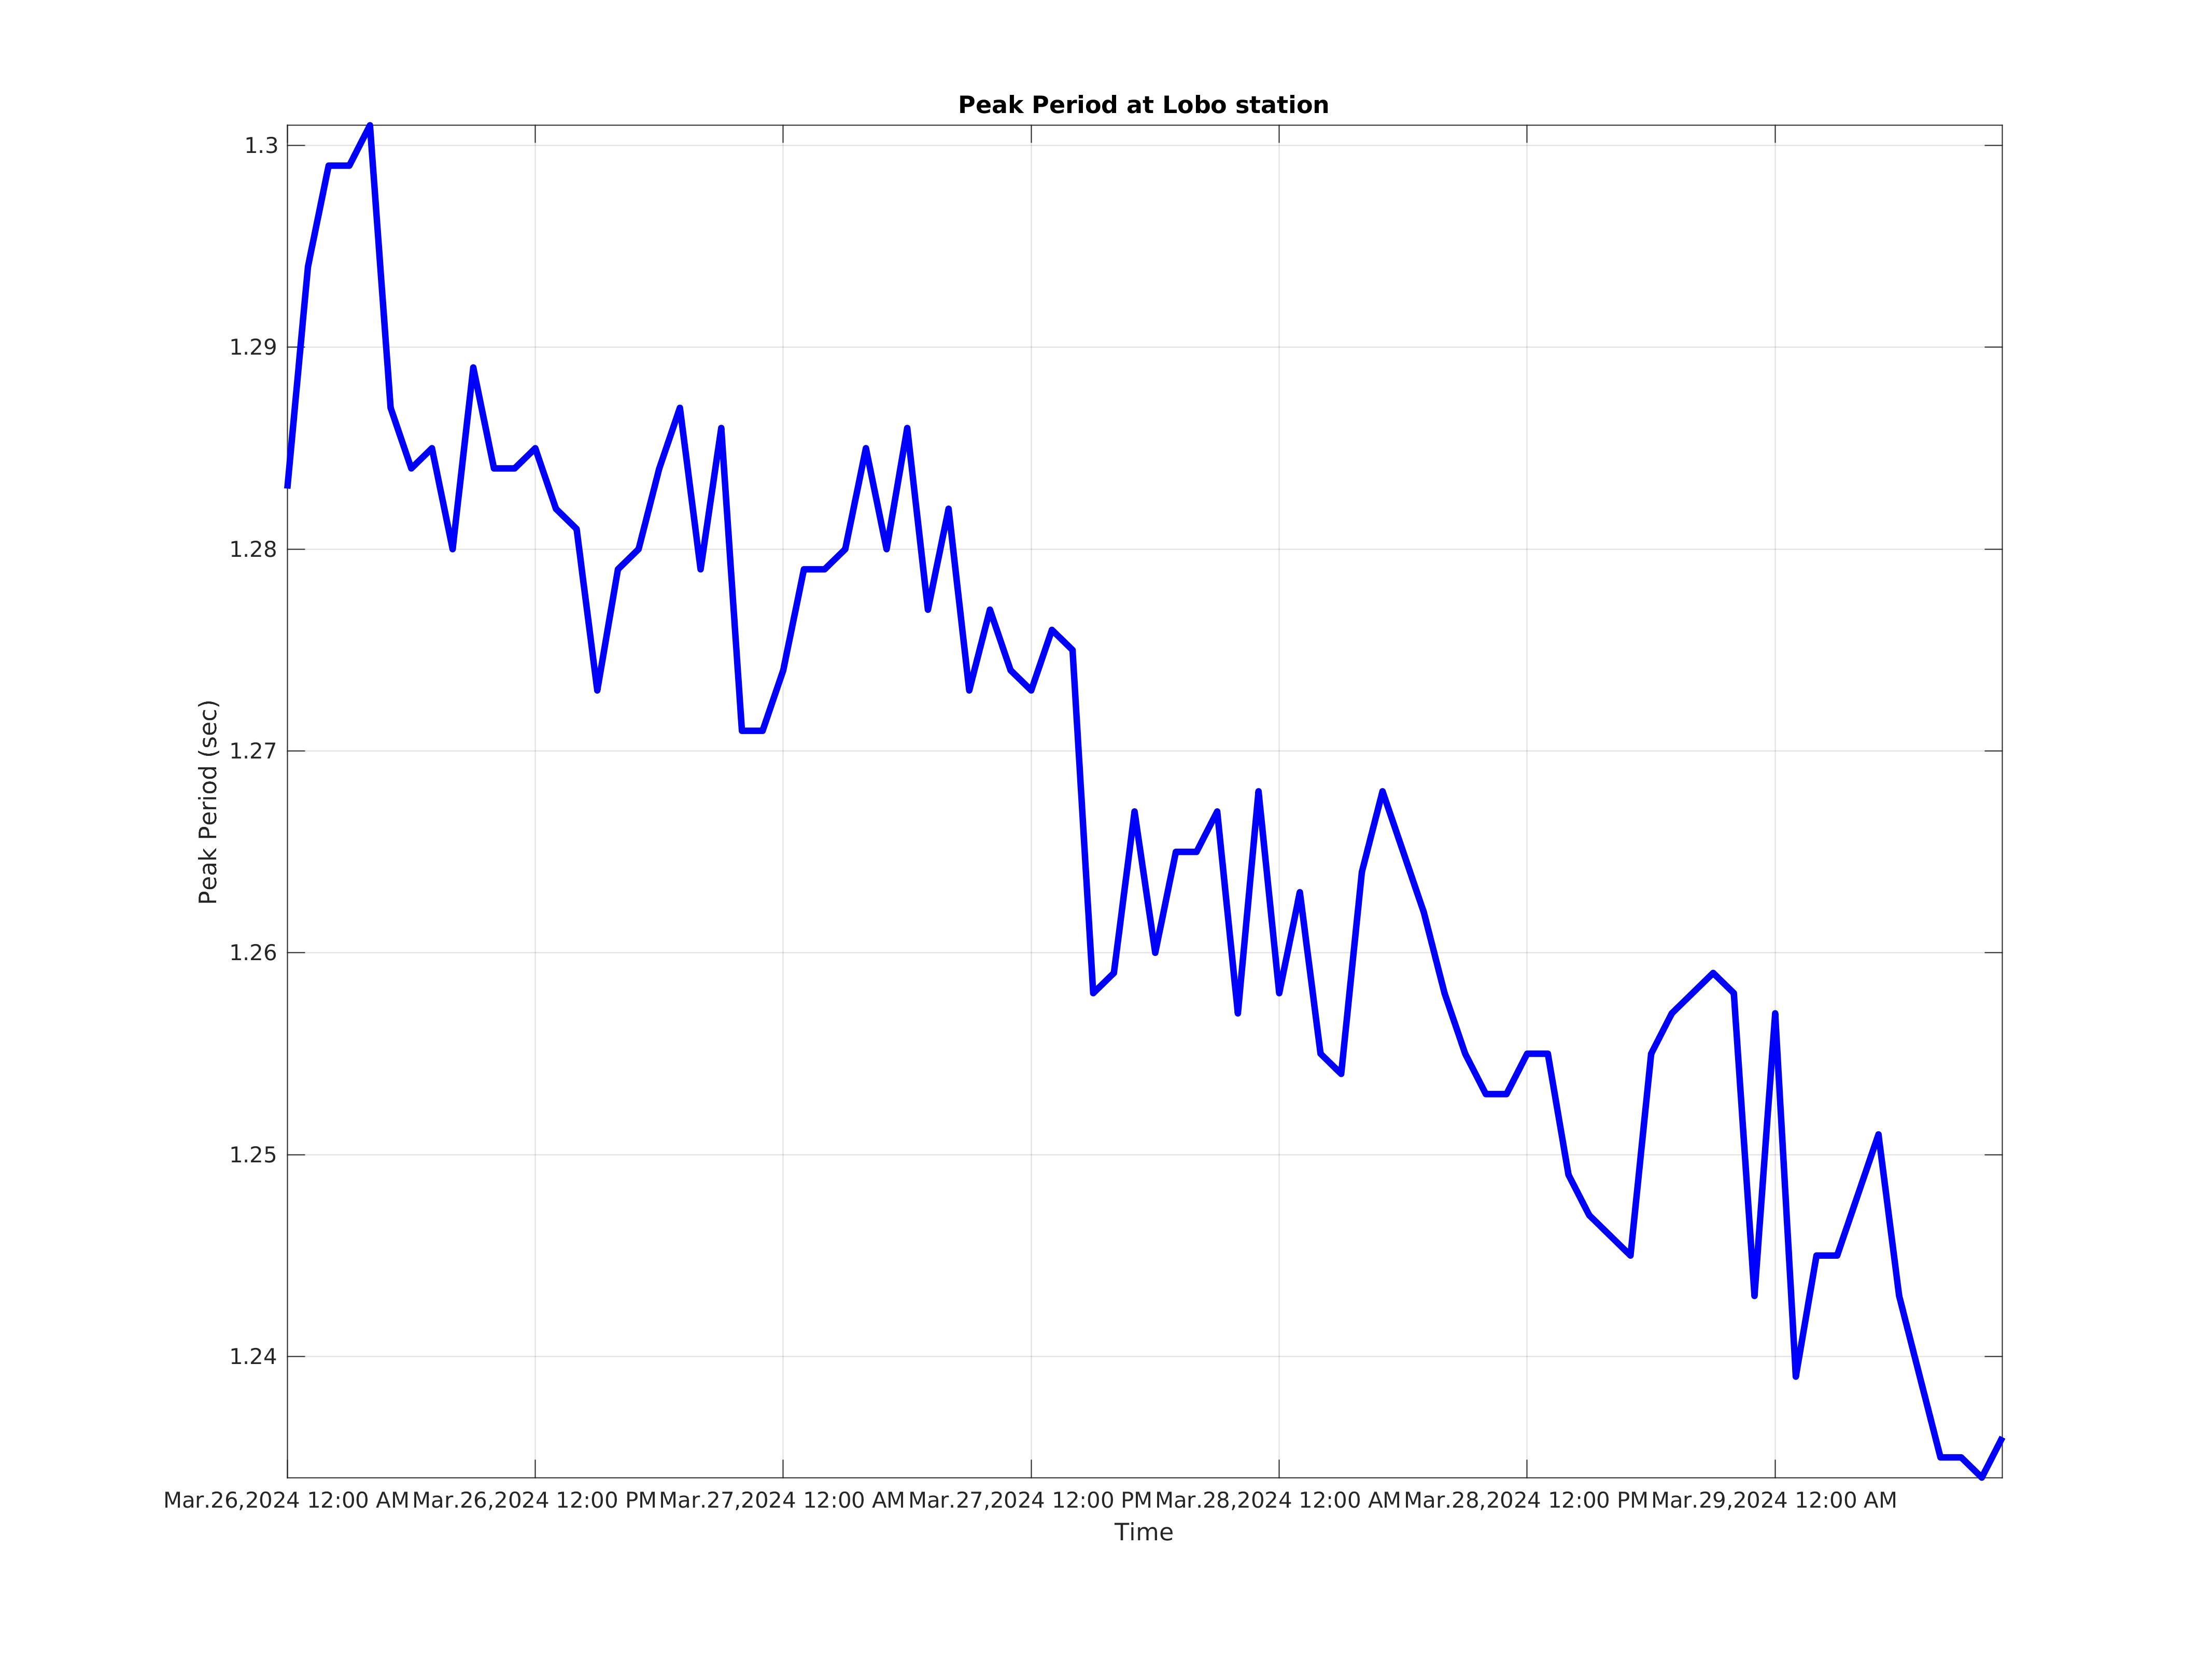 Peak Period at Lobo station
1.3
1.29
1.28
1.27
1.26
1.25
1.24
Peak Period (sec)
Mar.26,2024 12:00 AM Mar.26,2024 12:00 PM Mar.27,2024 12:00 AM Mar.27,2024 12:00 PM Mar.28,2024 12:00 AM Mar.28,2024 12:00 PM Mar.29,2024 12:00 AM
Time